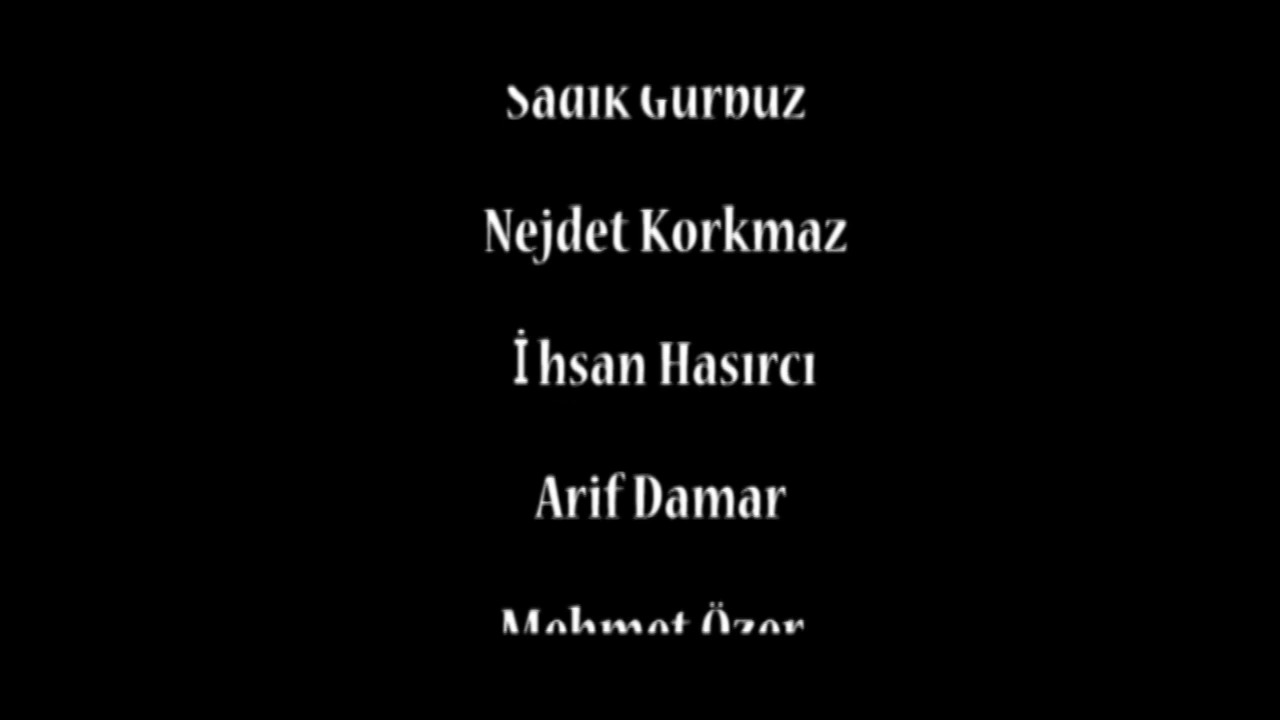 Sadık Gürbüz
Nejdet Korkmaz
İhsan Hasırcı
Arif Damar
Mehmet Özer